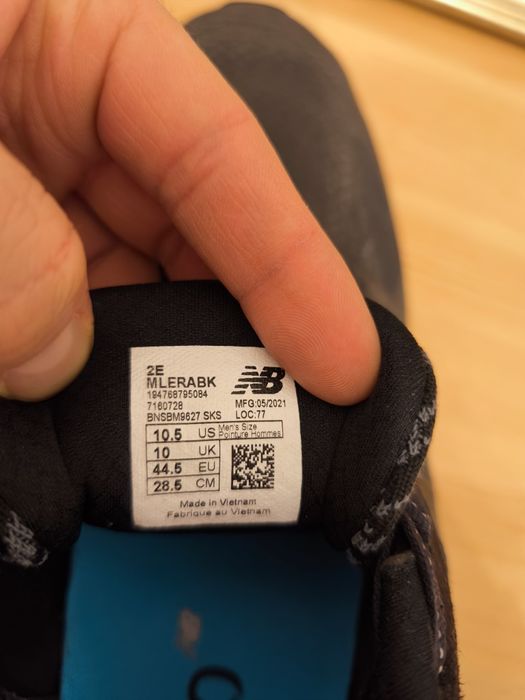 2E
MLERABK
194768795084
7160728 MFG:05/2021
BNSBM9627 SKS LOC:77
10.5 US Men's Size
Pointure Hommes
10 UK
44.5 EU
28.5 CM
Made in Vietnam
Fabriqué au Vietnam